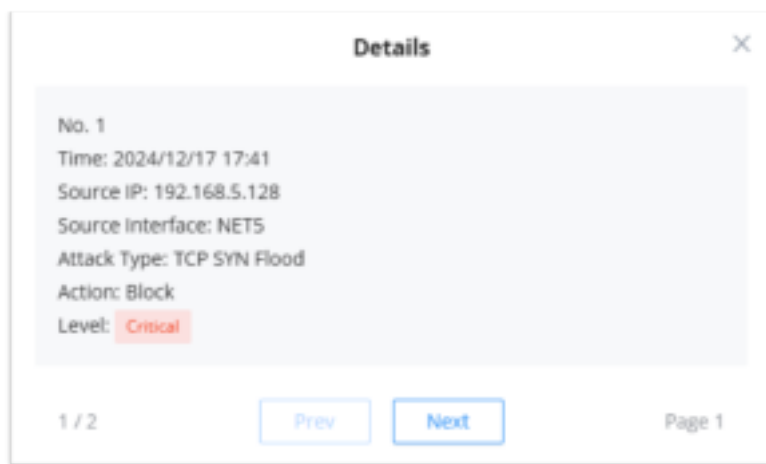 Details
No. 1
Time: 2024/12/17 17:41
Source IP: 192.168.5.128
Source Interface: NET5
Attack Type: TCP SYN Flood
Action: Block
Level: Critical
1 / 2 Prev Next Page 1